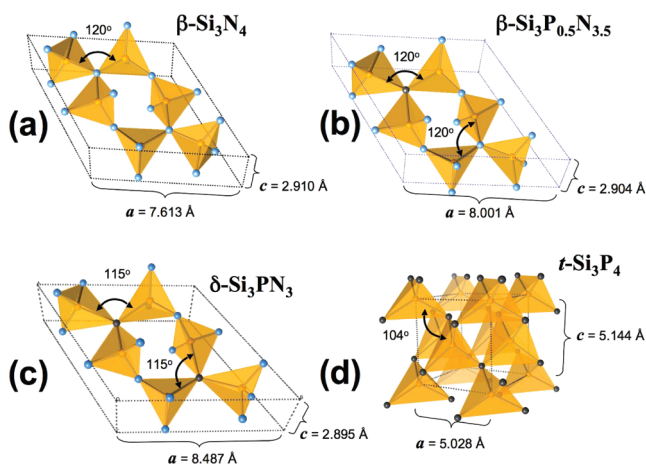 β-Si₃N₄
120°
(a)
c = 2.910 Å
a = 7.613 Å
β-Si₃P₀.₅N₃.₅
120°
120°
(b)
c = 2.904 Å
a = 8.001 Å
δ-Si₃PN₃
115°
115°
(c)
c = 2.895 Å
a = 8.487 Å
t-Si₃P₄
104°
(d)
c = 5.144 Å
a = 5.028 Å